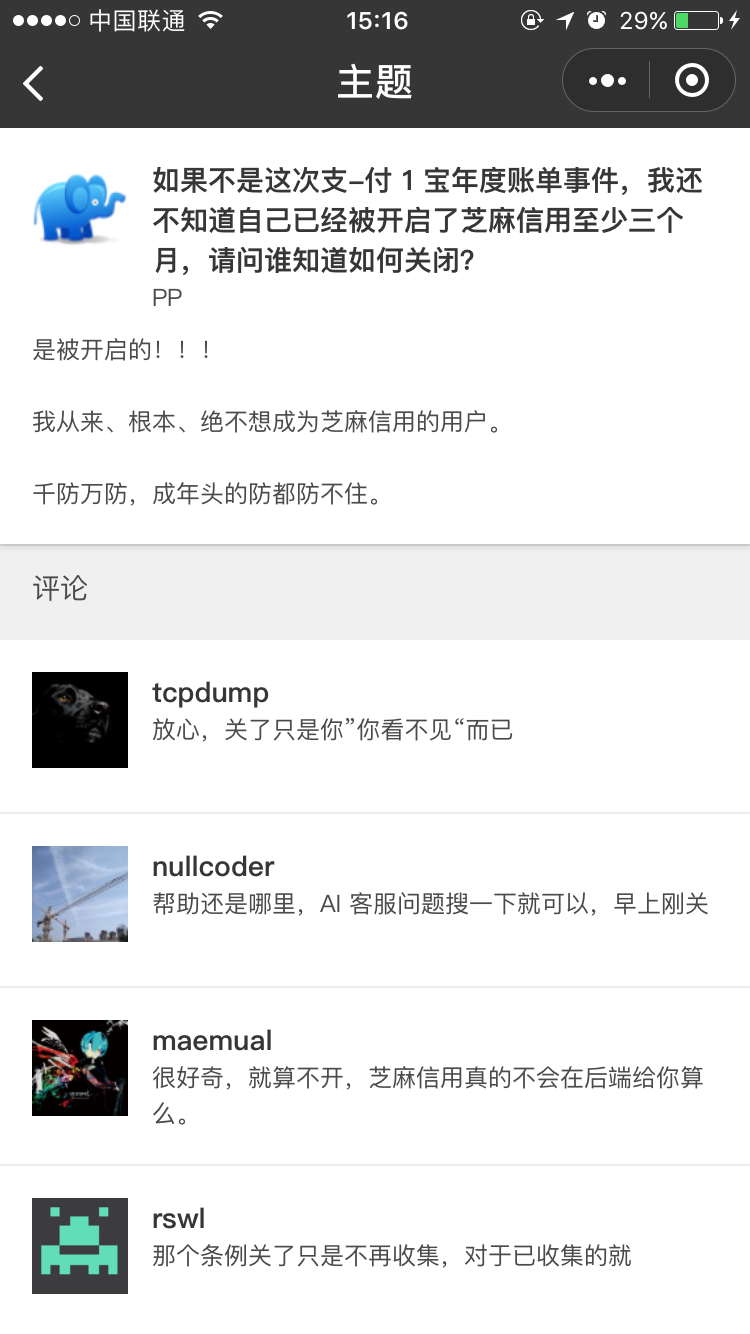 中国联通
15:16
29%
主题
如果不是这次支-付 1 宝年度账单事件，我还
不知道自己已经被开启了芝麻信用至少三个
月，请问谁知道如何关闭?
PP
是被开启的！！！
我从来、根本、绝不想成为芝麻信用的用户。
千防万防，成年头的防都防不住。
评论
tcpdump
放心，关了只是你”你看不见“而已
nullcoder
帮助还是哪里，AI 客服问题搜一下就可以，早上刚关
maemual
很好奇，就算不开，芝麻信用真的不会在后端给你算
么。
rswl
那个条例关了只是不再收集，对于已收集的就